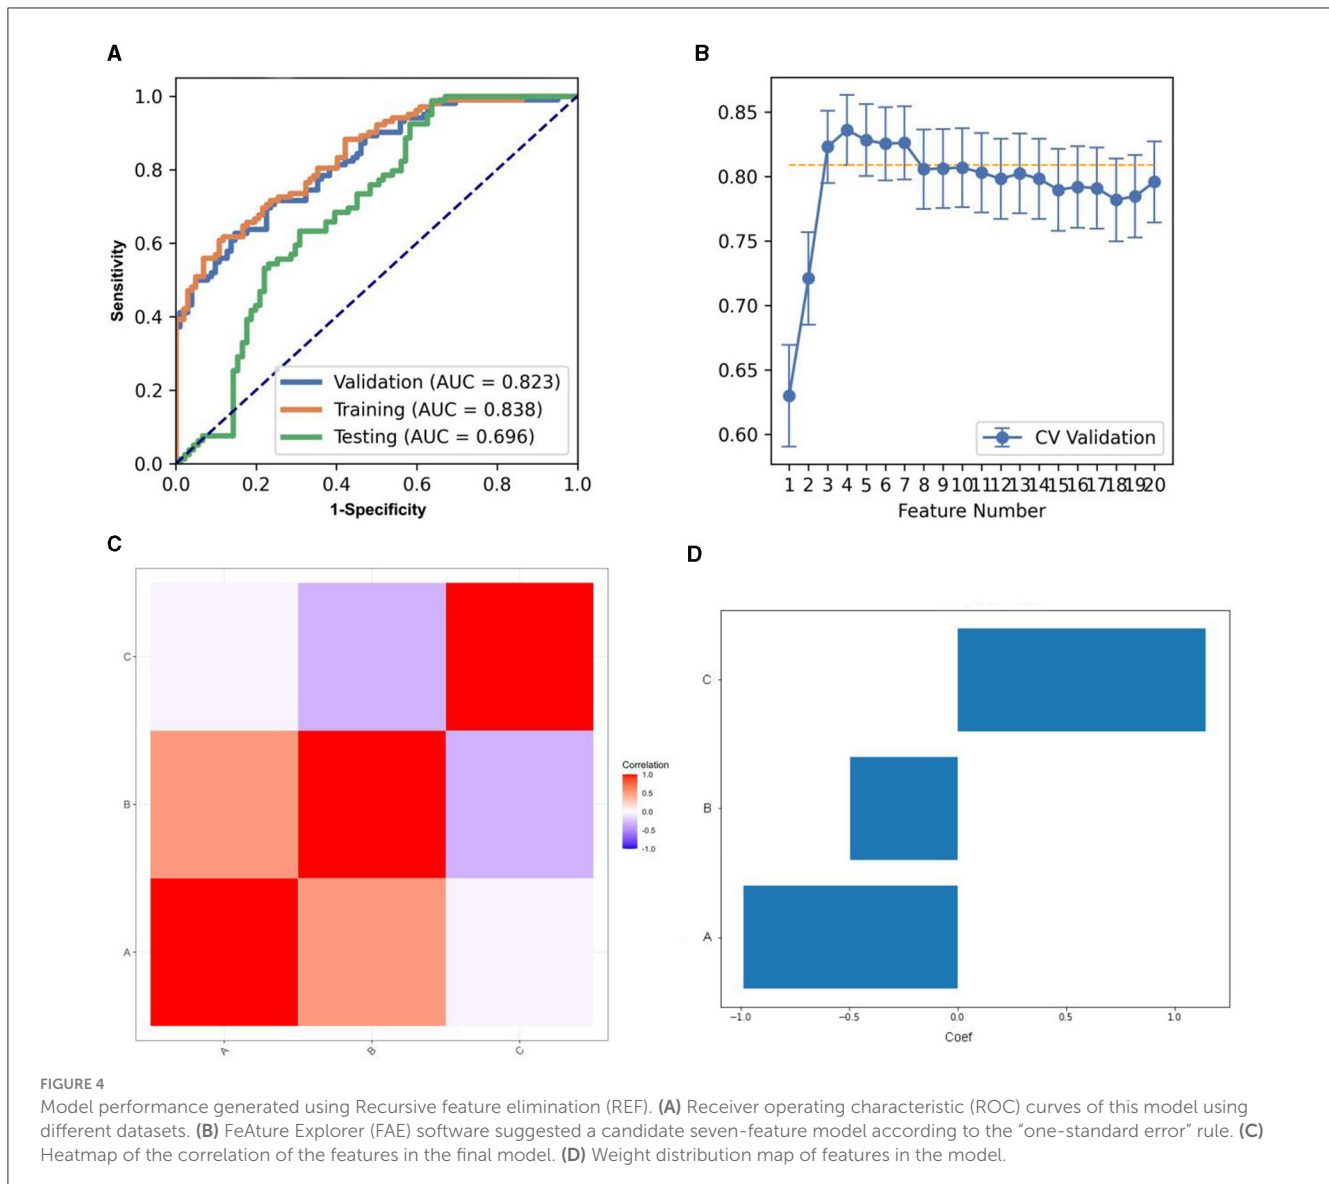 A
1.0
0.8
0.6
0.4
0.2
0.0
Sensitivity
Validation (AUC = 0.823)
Training (AUC = 0.838)
Testing (AUC = 0.696)
0.0 0.2 0.4 0.6 0.8 1.0
1-Specificity
B
0.85
0.80
0.75
0.70
0.65
0.60
CV Validation
1 2 3 4 5 6 7 8 9 10 11 12 13 14 15 16 17 18 19 20
Feature Number
C
C
B
A
A B C
Correlation
1.0
0.5
0.0
-0.5
-1.0
D
C
B
A
−1.0 −0.5 0.0 0.5 1.0
Coef
FIGURE 4
Model performance generated using Recursive feature elimination (REF). (A) Receiver operating characteristic (ROC) curves of this model using
different datasets. (B) FeAture Explorer (FAE) software suggested a candidate seven-feature model according to the “one-standard error” rule. (C)
Heatmap of the correlation of the features in the final model. (D) Weight distribution map of features in the model.